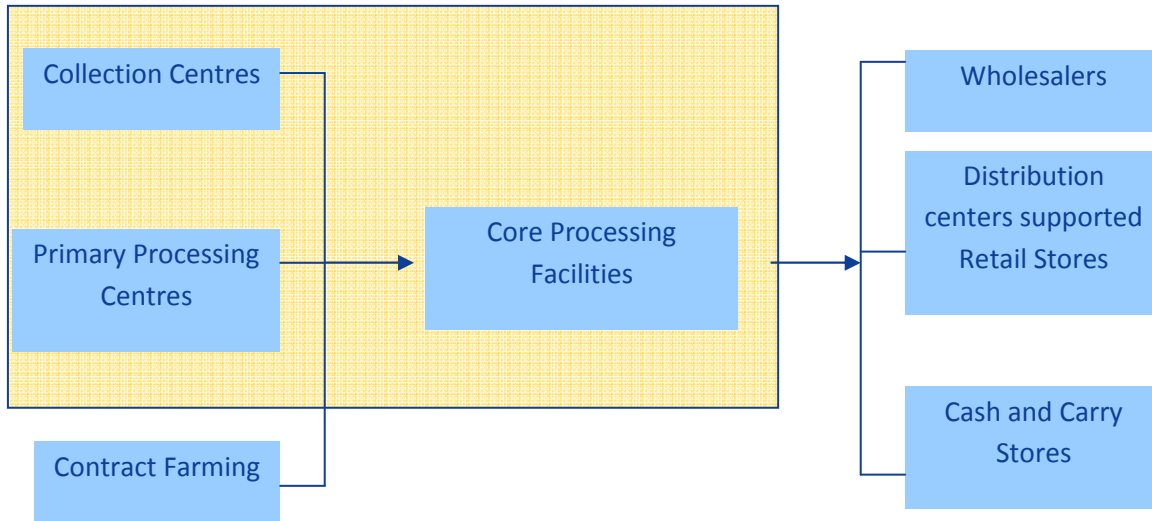 Collection Centres
Primary Processing
Centres
Contract Farming
Core Processing
Facilities
Wholesalers
Distribution
centers supported
Retail Stores
Cash and Carry
Stores